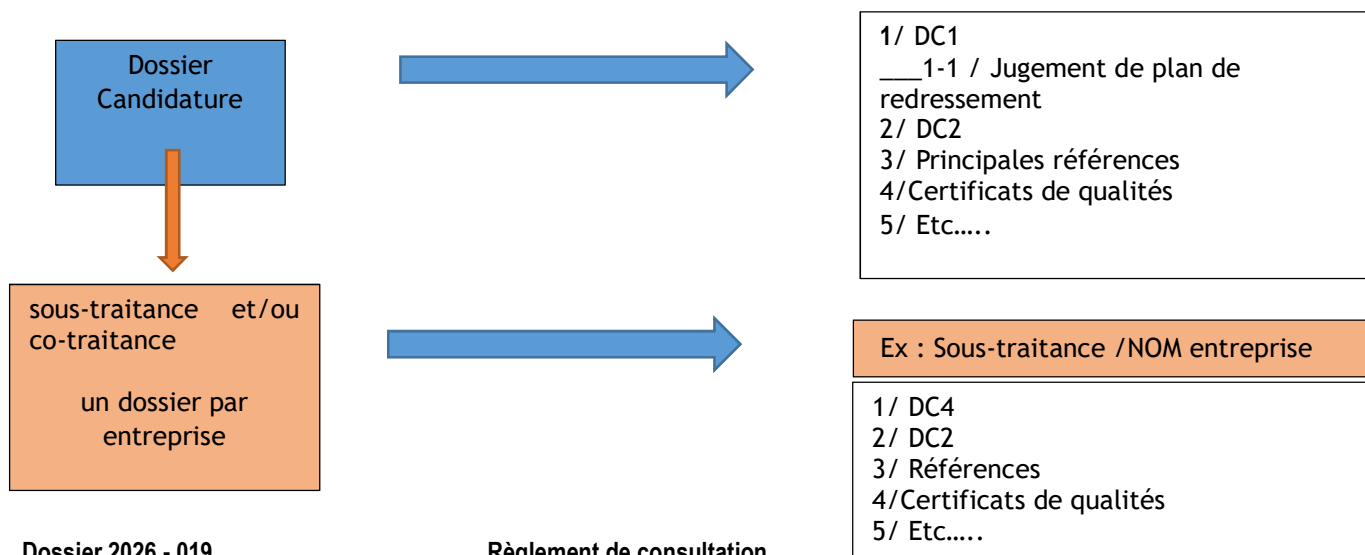 Dossier
Candidature
1/ DC1
___1-1 / Jugement de plan de
redressement
2/ DC2
3/ Principales références
4/Certificats de qualités
5/ Etc…..
sous-traitance et/ou
co-traitance
un dossier par
entreprise
Ex : Sous-traitance /NOM entreprise
1/ DC4
2/ DC2
3/ Références
4/Certificats de qualités
5/ Etc…..
Dossier 2026 - 019
Règlement de consultation